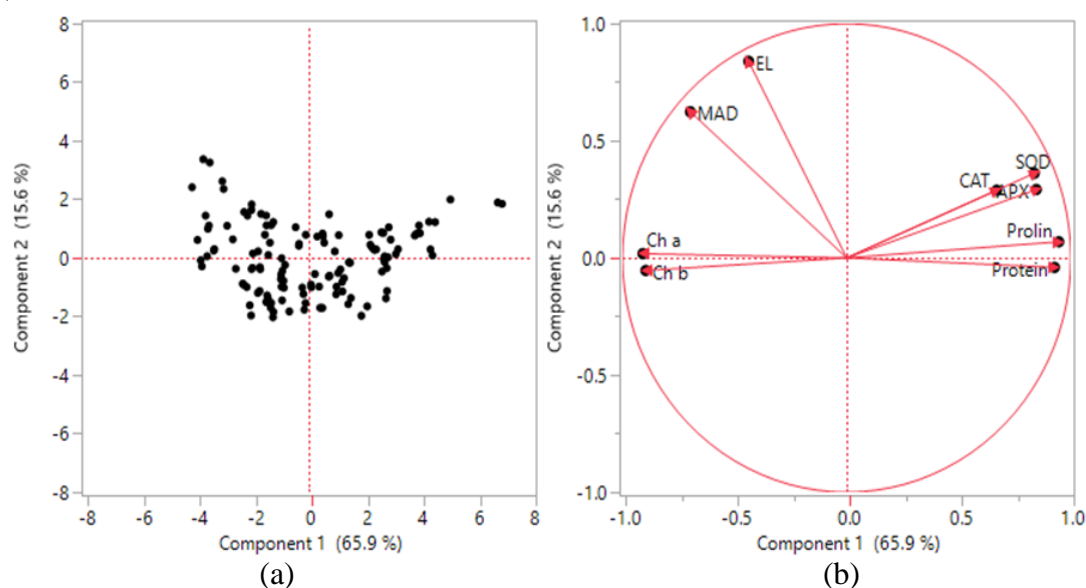 8
6
4
2
0
-2
-4
-6
-8
Component 2 (15.6 %)
-8 -6 -4 -2 0 2 4 6 8
Component 1 (65.9 %)
(a)
1.0
0.5
0.0
-0.5
-1.0
Component 2 (15.6 %)
EL
MAD
SQD
CAT
APX
Prolin
Ch a
Protein
Ch b
-1.0 -0.5 0.0 0.5 1.0
Component 1 (65.9 %)
(b)